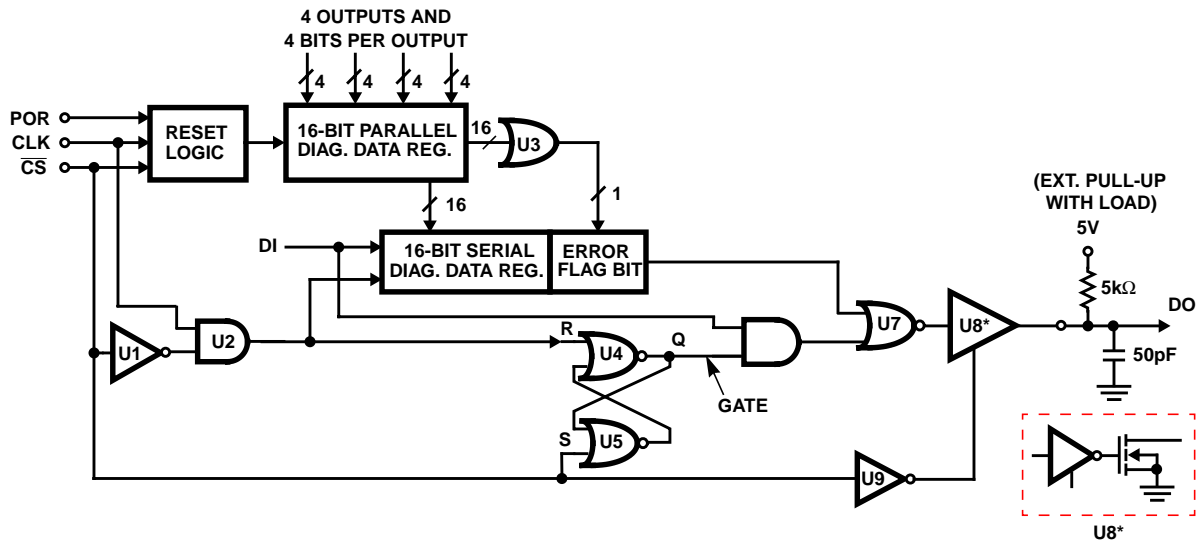 4 OUTPUTS AND
4 BITS PER OUTPUT
4
4
4
4
POR
CLK
CS
RESET
LOGIC
16-BIT PARALLEL
DIAG. DATA REG.
16
U3
16
1
(EXT. PULL-UP
WITH LOAD)
5V
DI
16-BIT SERIAL
DIAG. DATA REG.
ERROR
FLAG BIT
5kΩ
DO
U7
U8*
U1
U2
R
U4
Q
50pF
GATE
S
U5
U9
U8*